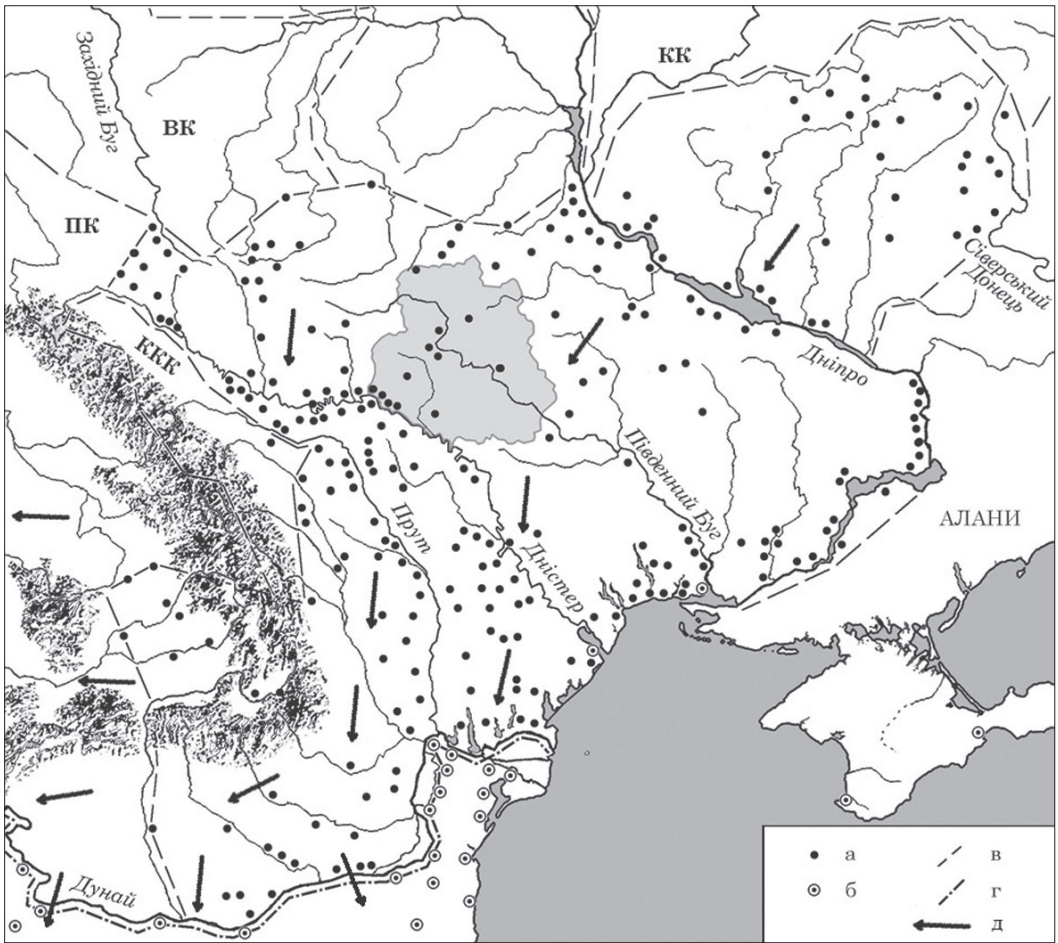 Західний Буг
КК
ВК
ПК
Сіверський
Донець
ККК
Дніпро
Південний Буг
АЛАНИ
Прут
Дністер
Дунай
а
б
в
г
д